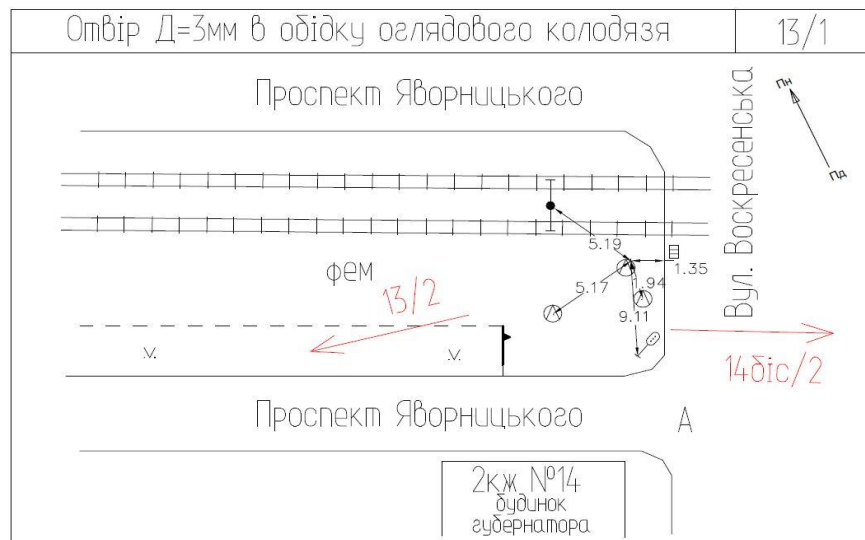 Отвір Д=3мм в обідку оглядового колодязя
13/1
Проспект Яворницького
Вул. Воскресенська
Пн
Пд
5.19
1.35
фем
5.17
1.94
9.11
13/2
v.
v.
14біс/2
Проспект Яворницького
А
2кж №14
будинок
губернатора